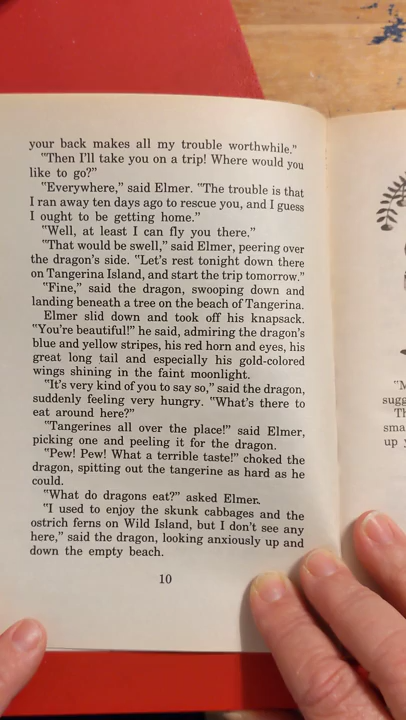 your back makes all my trouble worthwhile."
"Then I'll take you on a trip! Where would you
like to go?"
"Everywhere," said Elmer. "The trouble is that
I ran away ten days ago to rescue you, and I guess
I ought to be getting home."
"Well, at least I can fly you there."
"That would be swell," said Elmer, peering over
the dragon's side. "Let's rest tonight down there
on Tangerina Island, and start the trip tomorrow."
"Fine," said the dragon, swooping down and
landing beneath a tree on the beach of Tangerina.
Elmer slid down and took off his knapsack.
"You're beautiful!" he said, admiring the dragon's
blue and yellow stripes, his red horn and eyes, his
great long tail and especially his gold-colored
wings shining in the faint moonlight.
"It's very kind of you to say so," said the dragon,
suddenly feeling very hungry. "What's there to
eat around here?"
"Tangerines all over the place!" said Elmer,
picking one and peeling it for the dragon.
"Pew! Pew! What a terrible taste!" choked the
dragon, spitting out the tangerine as hard as he
could.
"What do dragons eat?" asked Elmer.
"I used to enjoy the skunk cabbages and the
ostrich ferns on Wild Island, but I don't see any
here," said the dragon, looking anxiously up and
down the empty beach.
10
up